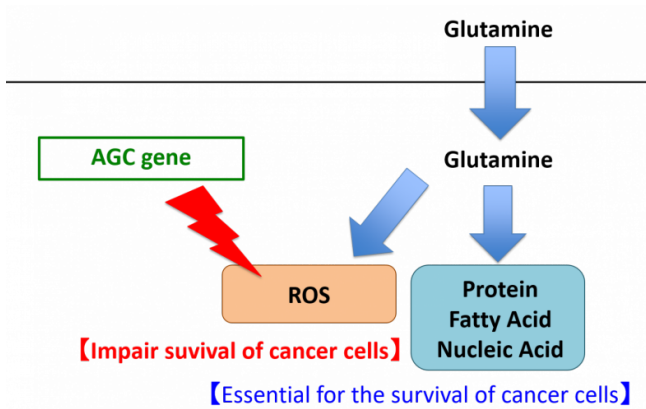 Glutamine
AGC gene
Glutamine
ROS
Protein
Fatty Acid
Nucleic Acid
【Impair suvival of cancer cells】
【Essential for the survival of cancer cells】